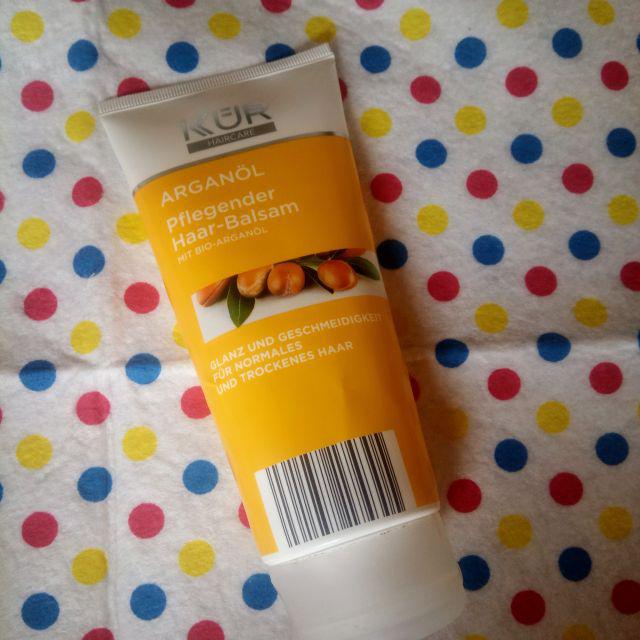 KÜR
HAIRCARE
ARGANÖL
Pflegender
Haar-Balsam
MIT BIO-ARGANÖL
GLANZ UND GESCHMEIDIGKEIT
FÜR NORMALES
UND TROCKENES HAAR